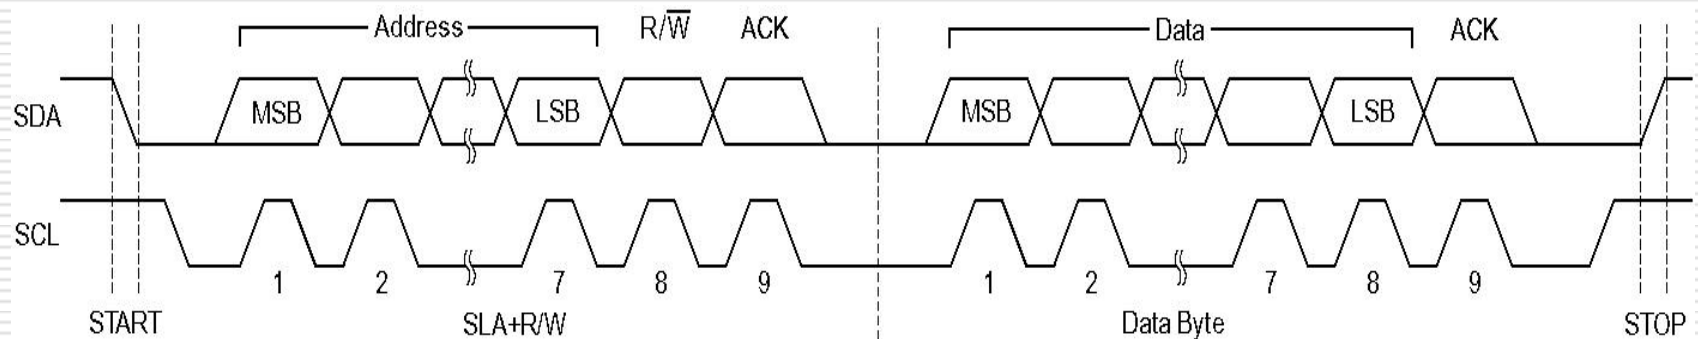 Address R/W̅ ACK Data ACK
SDA MSB LSB MSB LSB
SCL
1 2 7 8 9 1 2 7 8 9
START SLA+R/W Data Byte STOP